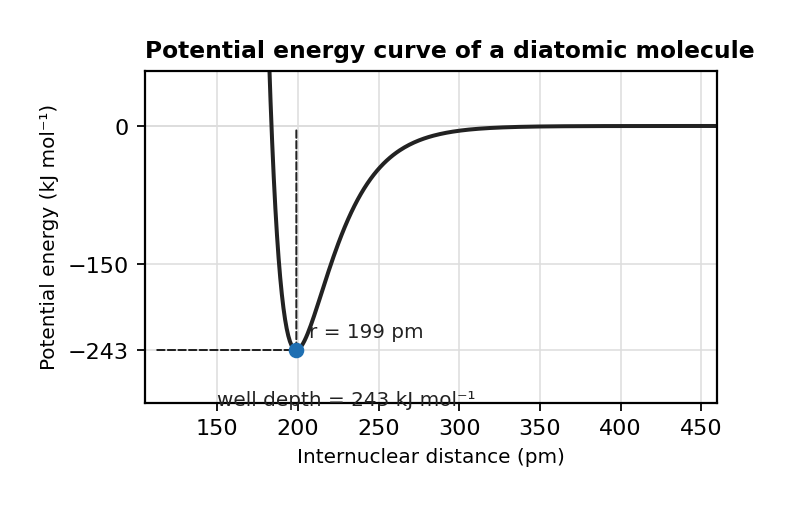 Potential energy curve of a diatomic molecule
Potential energy (kJ mol⁻¹)
0
−150
−243
r = 199 pm
well depth = 243 kJ mol⁻¹
150 200 250 300 350 400 450
Internuclear distance (pm)